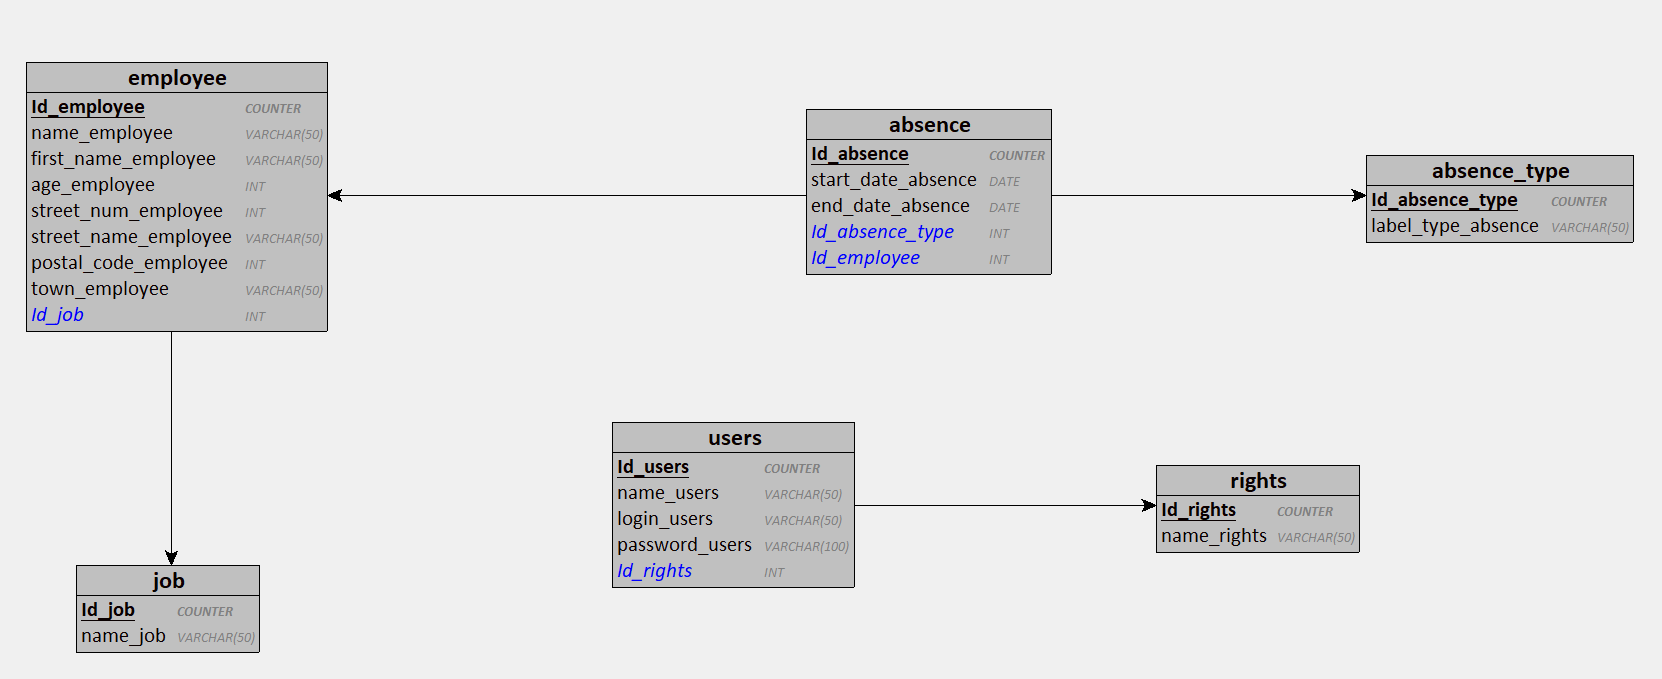 employee
Id_employee COUNTER
name_employee VARCHAR(50)
first_name_employee VARCHAR(50)
age_employee INT
street_num_employee INT
street_name_employee VARCHAR(50)
postal_code_employee INT
town_employee VARCHAR(50)
Id_job INT
absence
Id_absence COUNTER
start_date_absence DATE
end_date_absence DATE
Id_absence_type INT
Id_employee INT
absence_type
Id_absence_type COUNTER
label_type_absence VARCHAR(50)
users
Id_users COUNTER
name_users VARCHAR(50)
login_users VARCHAR(50)
password_users VARCHAR(100)
Id_rights INT
rights
Id_rights COUNTER
name_rights VARCHAR(50)
job
Id_job COUNTER
name_job VARCHAR(50)